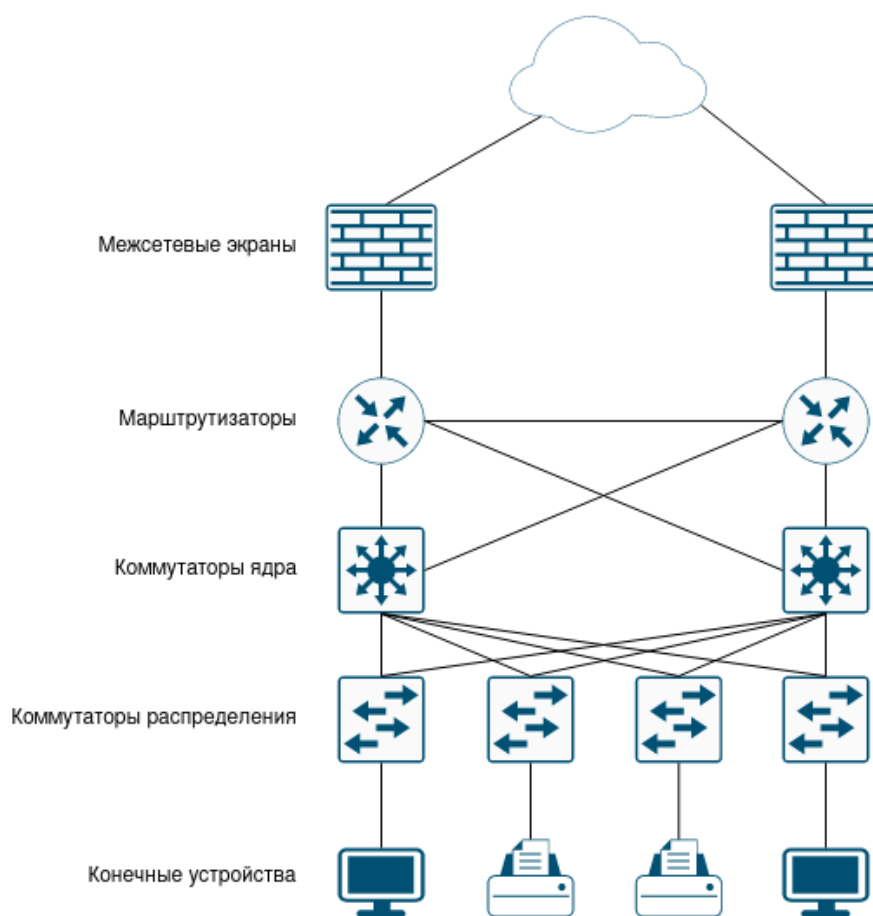 Межсетевые экраны
Марштрутизаторы
Коммутаторы ядра
Коммутаторы распределения
Конечные устройства